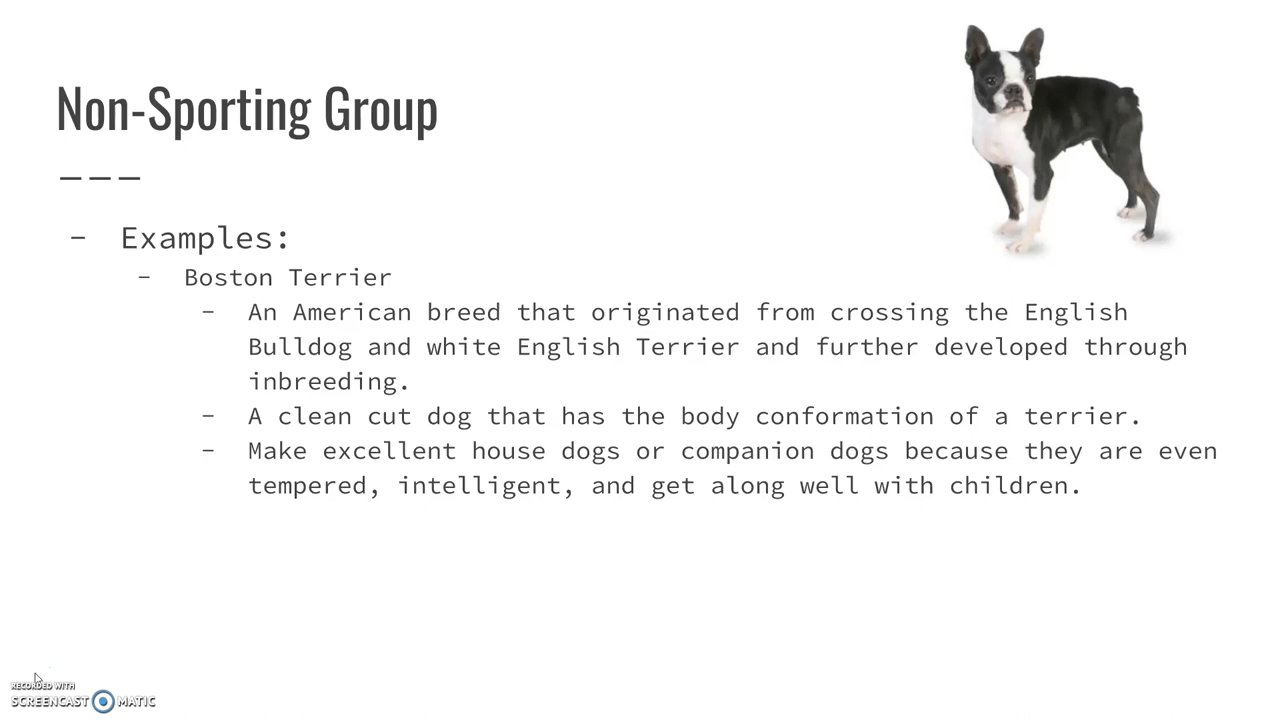 Non-Sporting Group
– Examples:
– Boston Terrier
– An American breed that originated from crossing the English
Bulldog and white English Terrier and further developed through
inbreeding.
– A clean cut dog that has the body conformation of a terrier.
– Make excellent house dogs or companion dogs because they are even
tempered, intelligent, and get along well with children.
RECORDED WITH
SCREENCAST MATIC